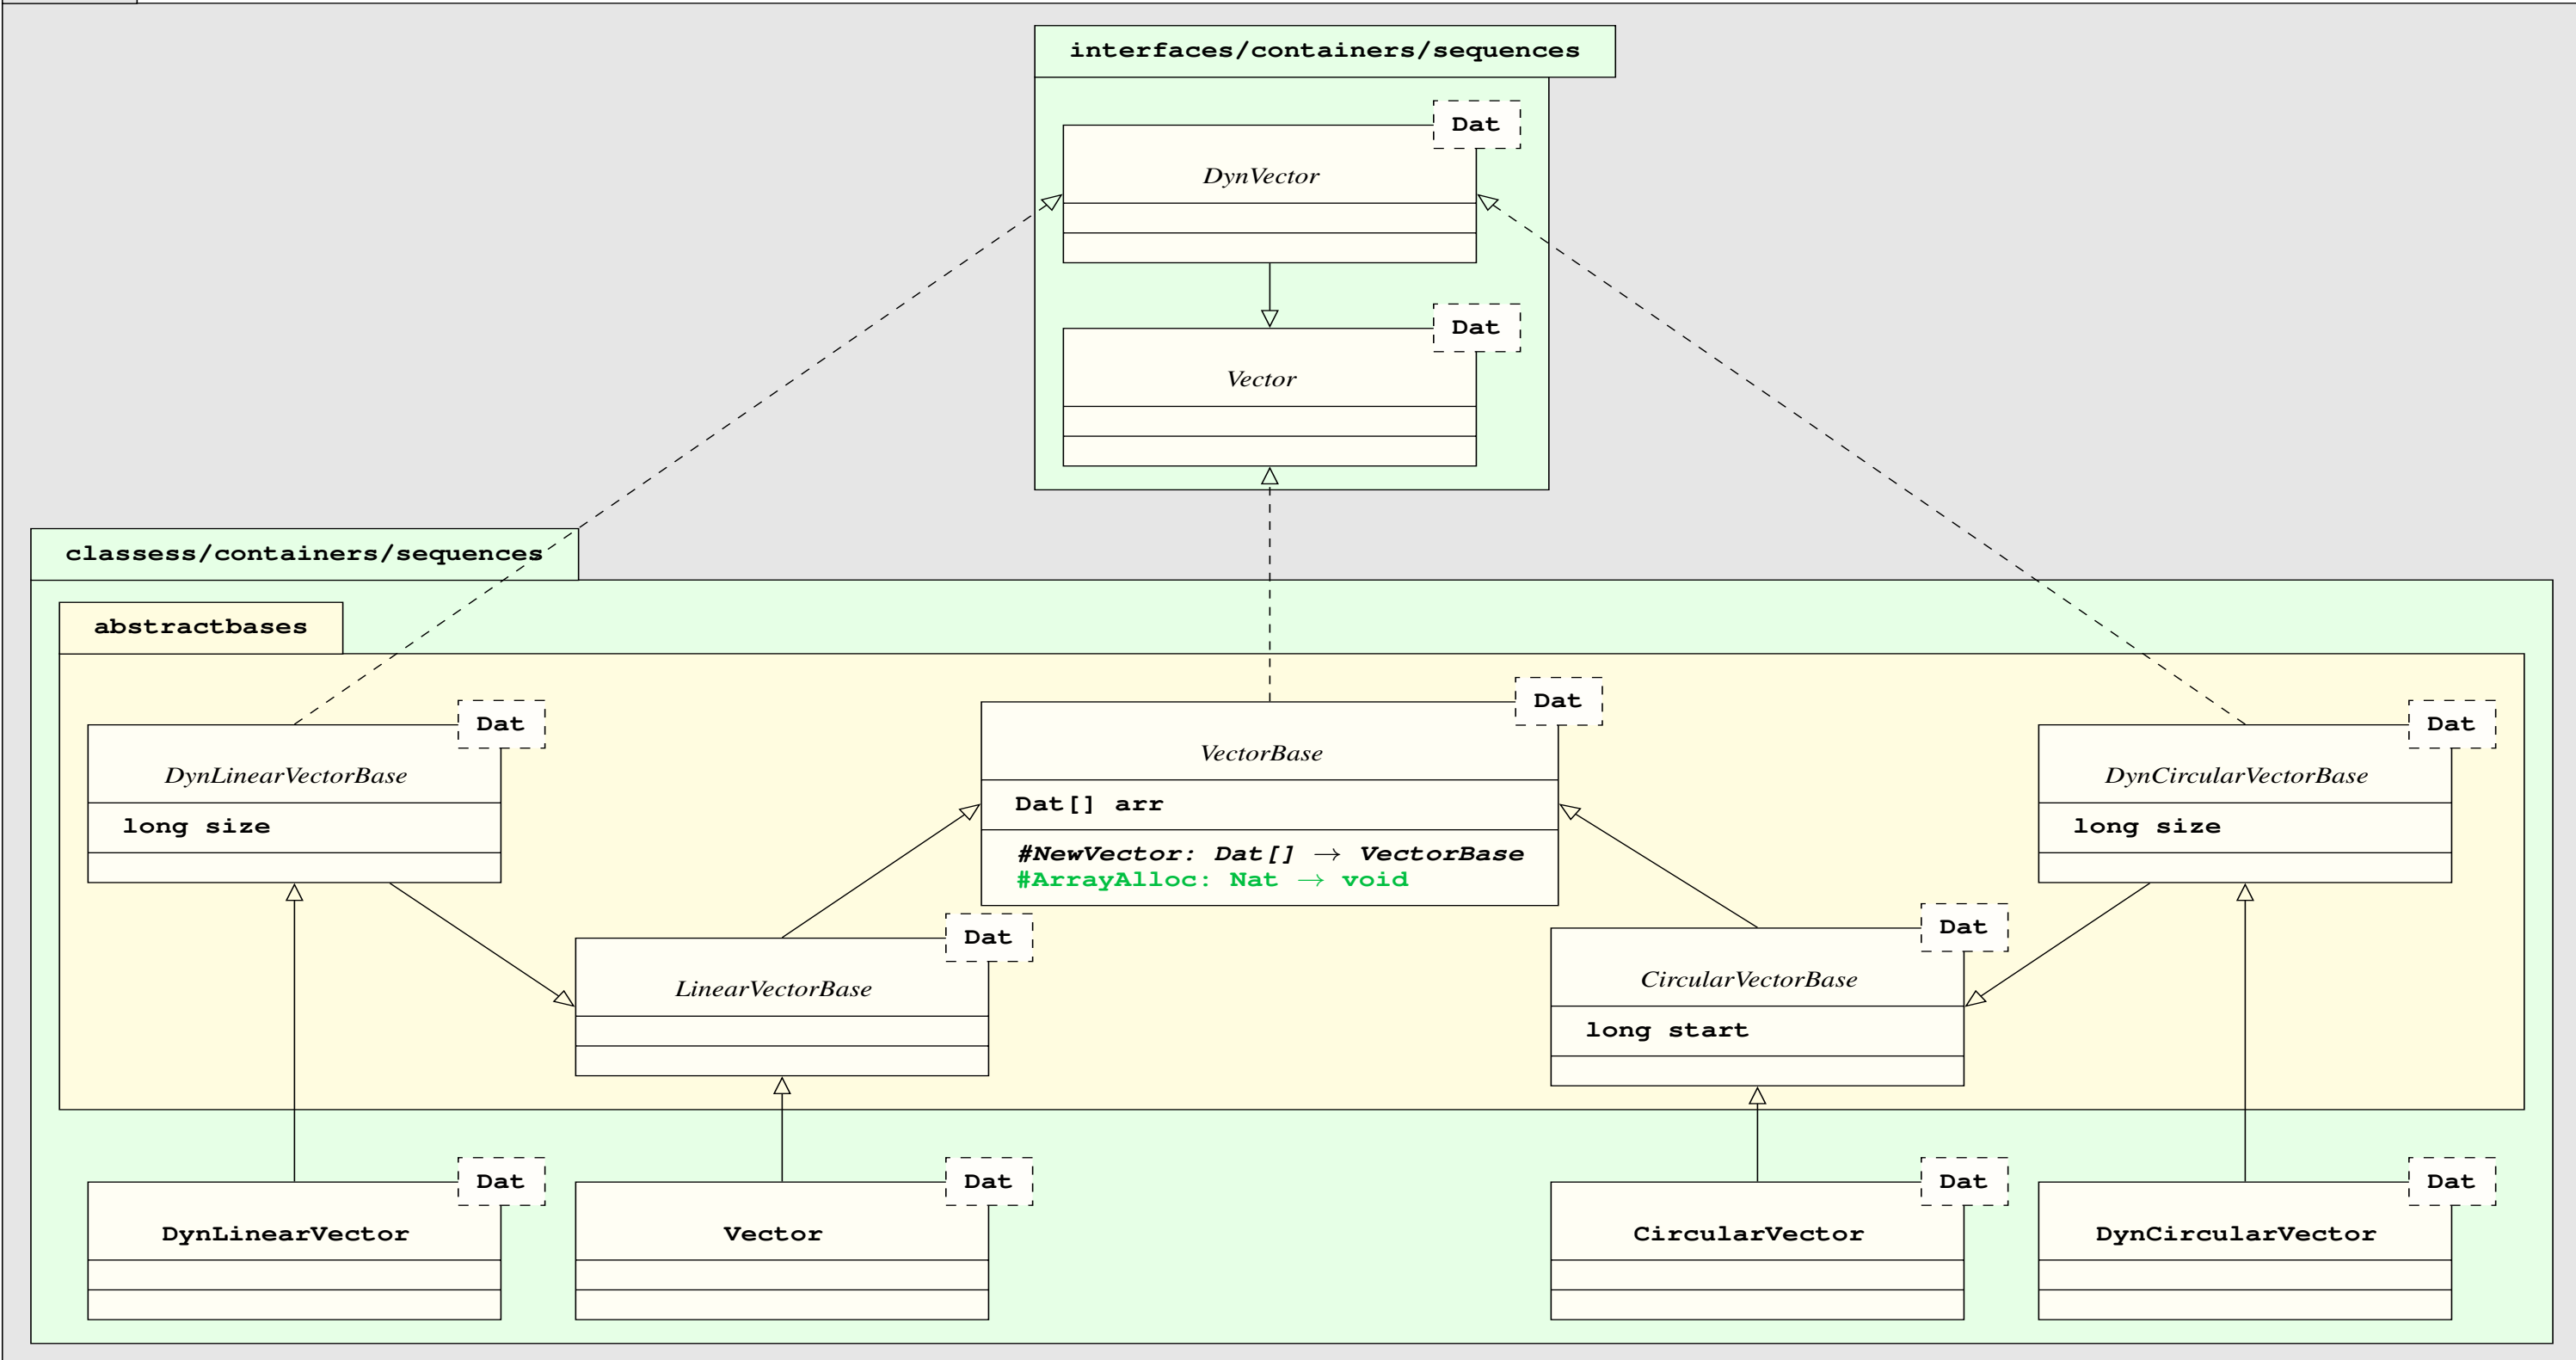 interfaces/containers/sequences
Dat
DynVector
Dat
Vector
classess/containers/sequences
abstractbases
Dat
DynLinearVectorBase
long size
Dat
VectorBase
Dat[] arr
#NewVector: Dat[] → VectorBase
#ArrayAlloc: Nat → void
Dat
DynCircularVectorBase
long size
Dat
LinearVectorBase
Dat
CircularVectorBase
long start
Dat
DynLinearVector
Dat
Vector
Dat
CircularVector
Dat
DynCircularVector